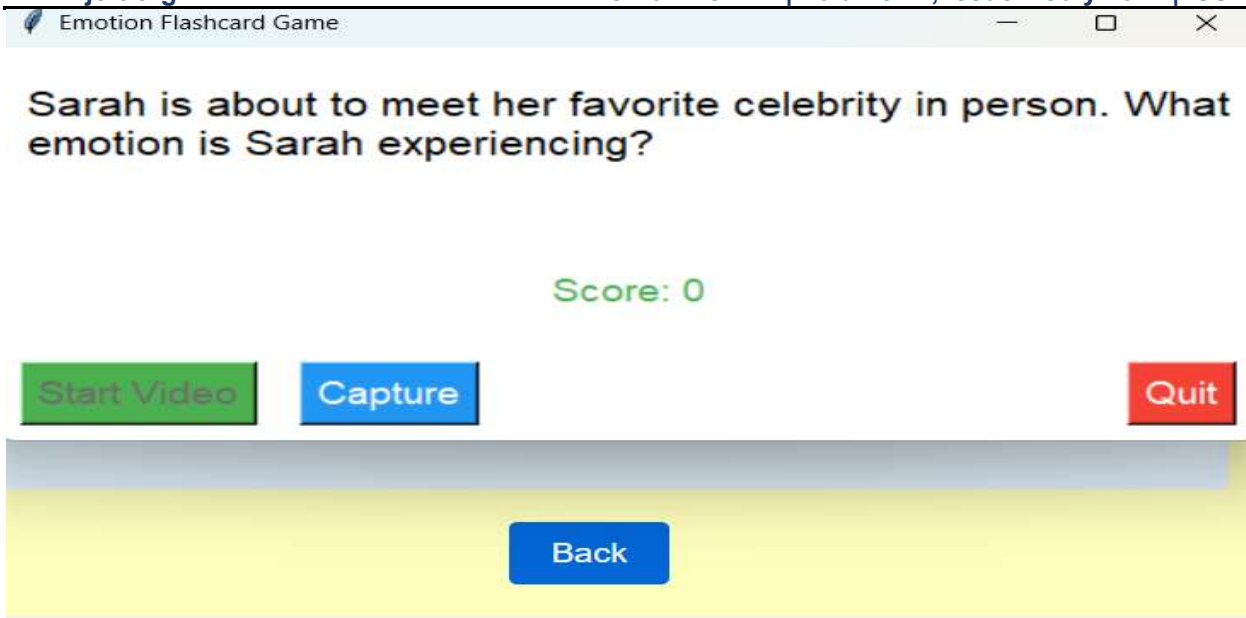 Emotion Flashcard Game
Sarah is about to meet her favorite celebrity in person. What
emotion is Sarah experiencing?
Score: 0
Start Video Capture Quit
Back